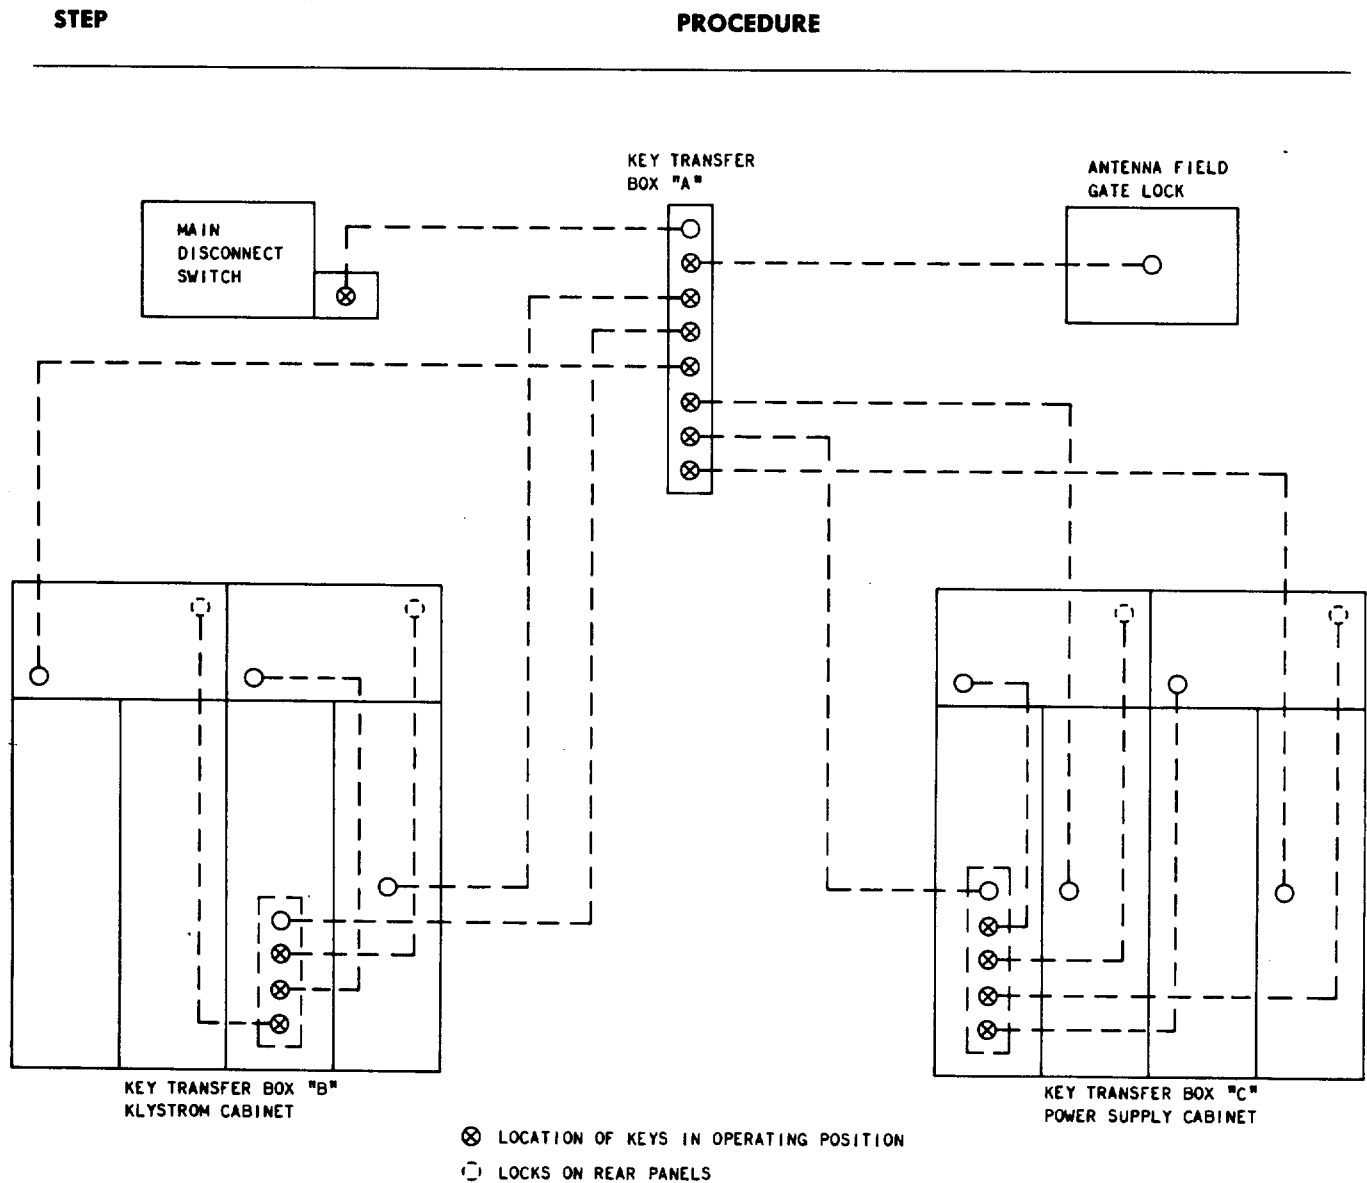 STEP PROCEDURE
KEY TRANSFER
BOX "A"
ANTENNA FIELD
GATE LOCK
MAIN
DISCONNECT
SWITCH
KEY TRANSFER BOX "B"
KLYSTROM CABINET
KEY TRANSFER BOX "C"
POWER SUPPLY CABINET
LOCATION OF KEYS IN OPERATING POSITION
LOCKS ON REAR PANELS